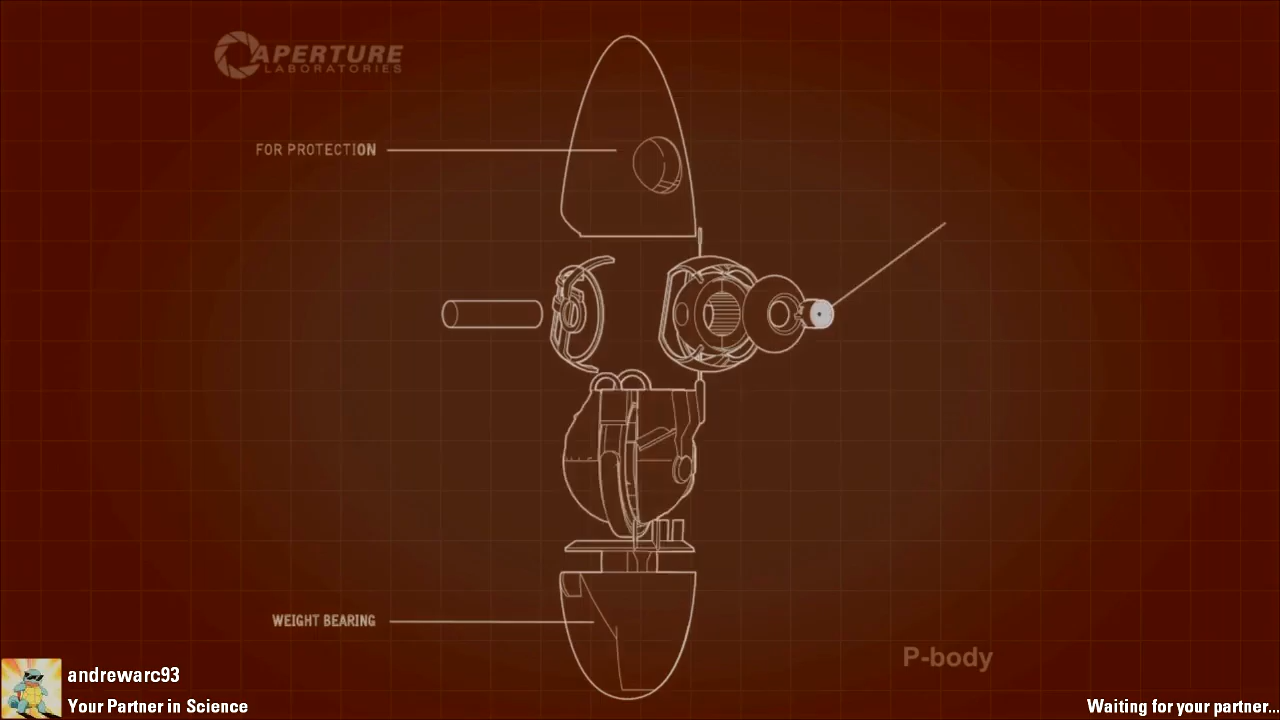 APERTURE
LABORATORIES
FOR PROTECTION
WEIGHT BEARING
P-body
andrewarc93
Your Partner in Science
Waiting for your partner...